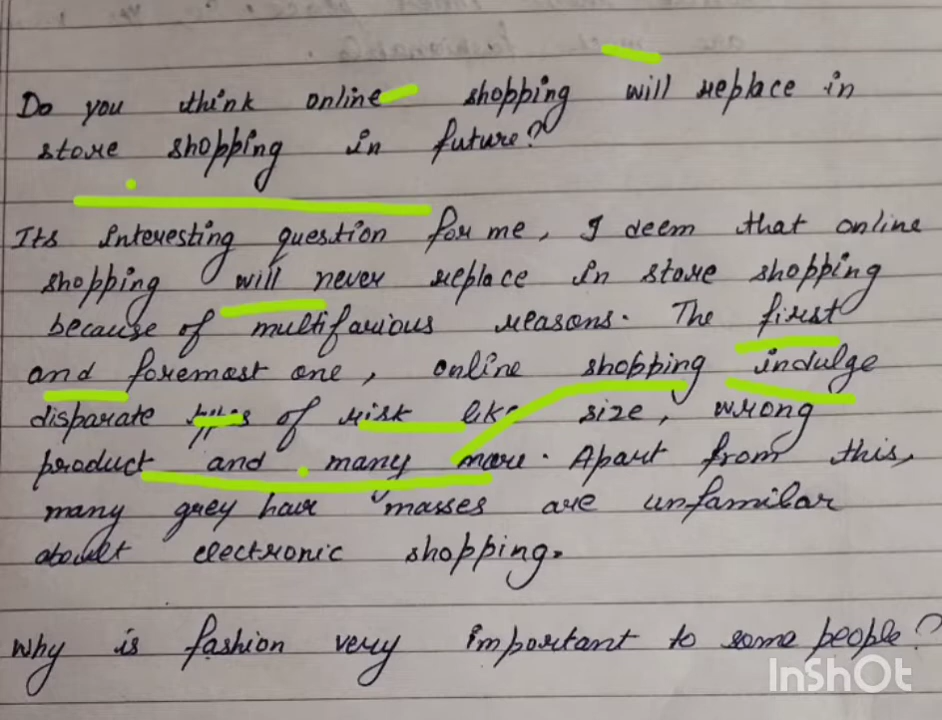 Do you think online shopping will replace in
store shopping in future?
Its interesting question for me, I deem that online
shopping will never replace in store shopping
because of multifarious reasons. The first
and foremost one, online shopping indulge
disparate types of risk like size, wrong
product and many more. Apart from this,
many grey hair masses are unfamilar
about electronic shopping.
Why is fashion very important to some people?
InShOt